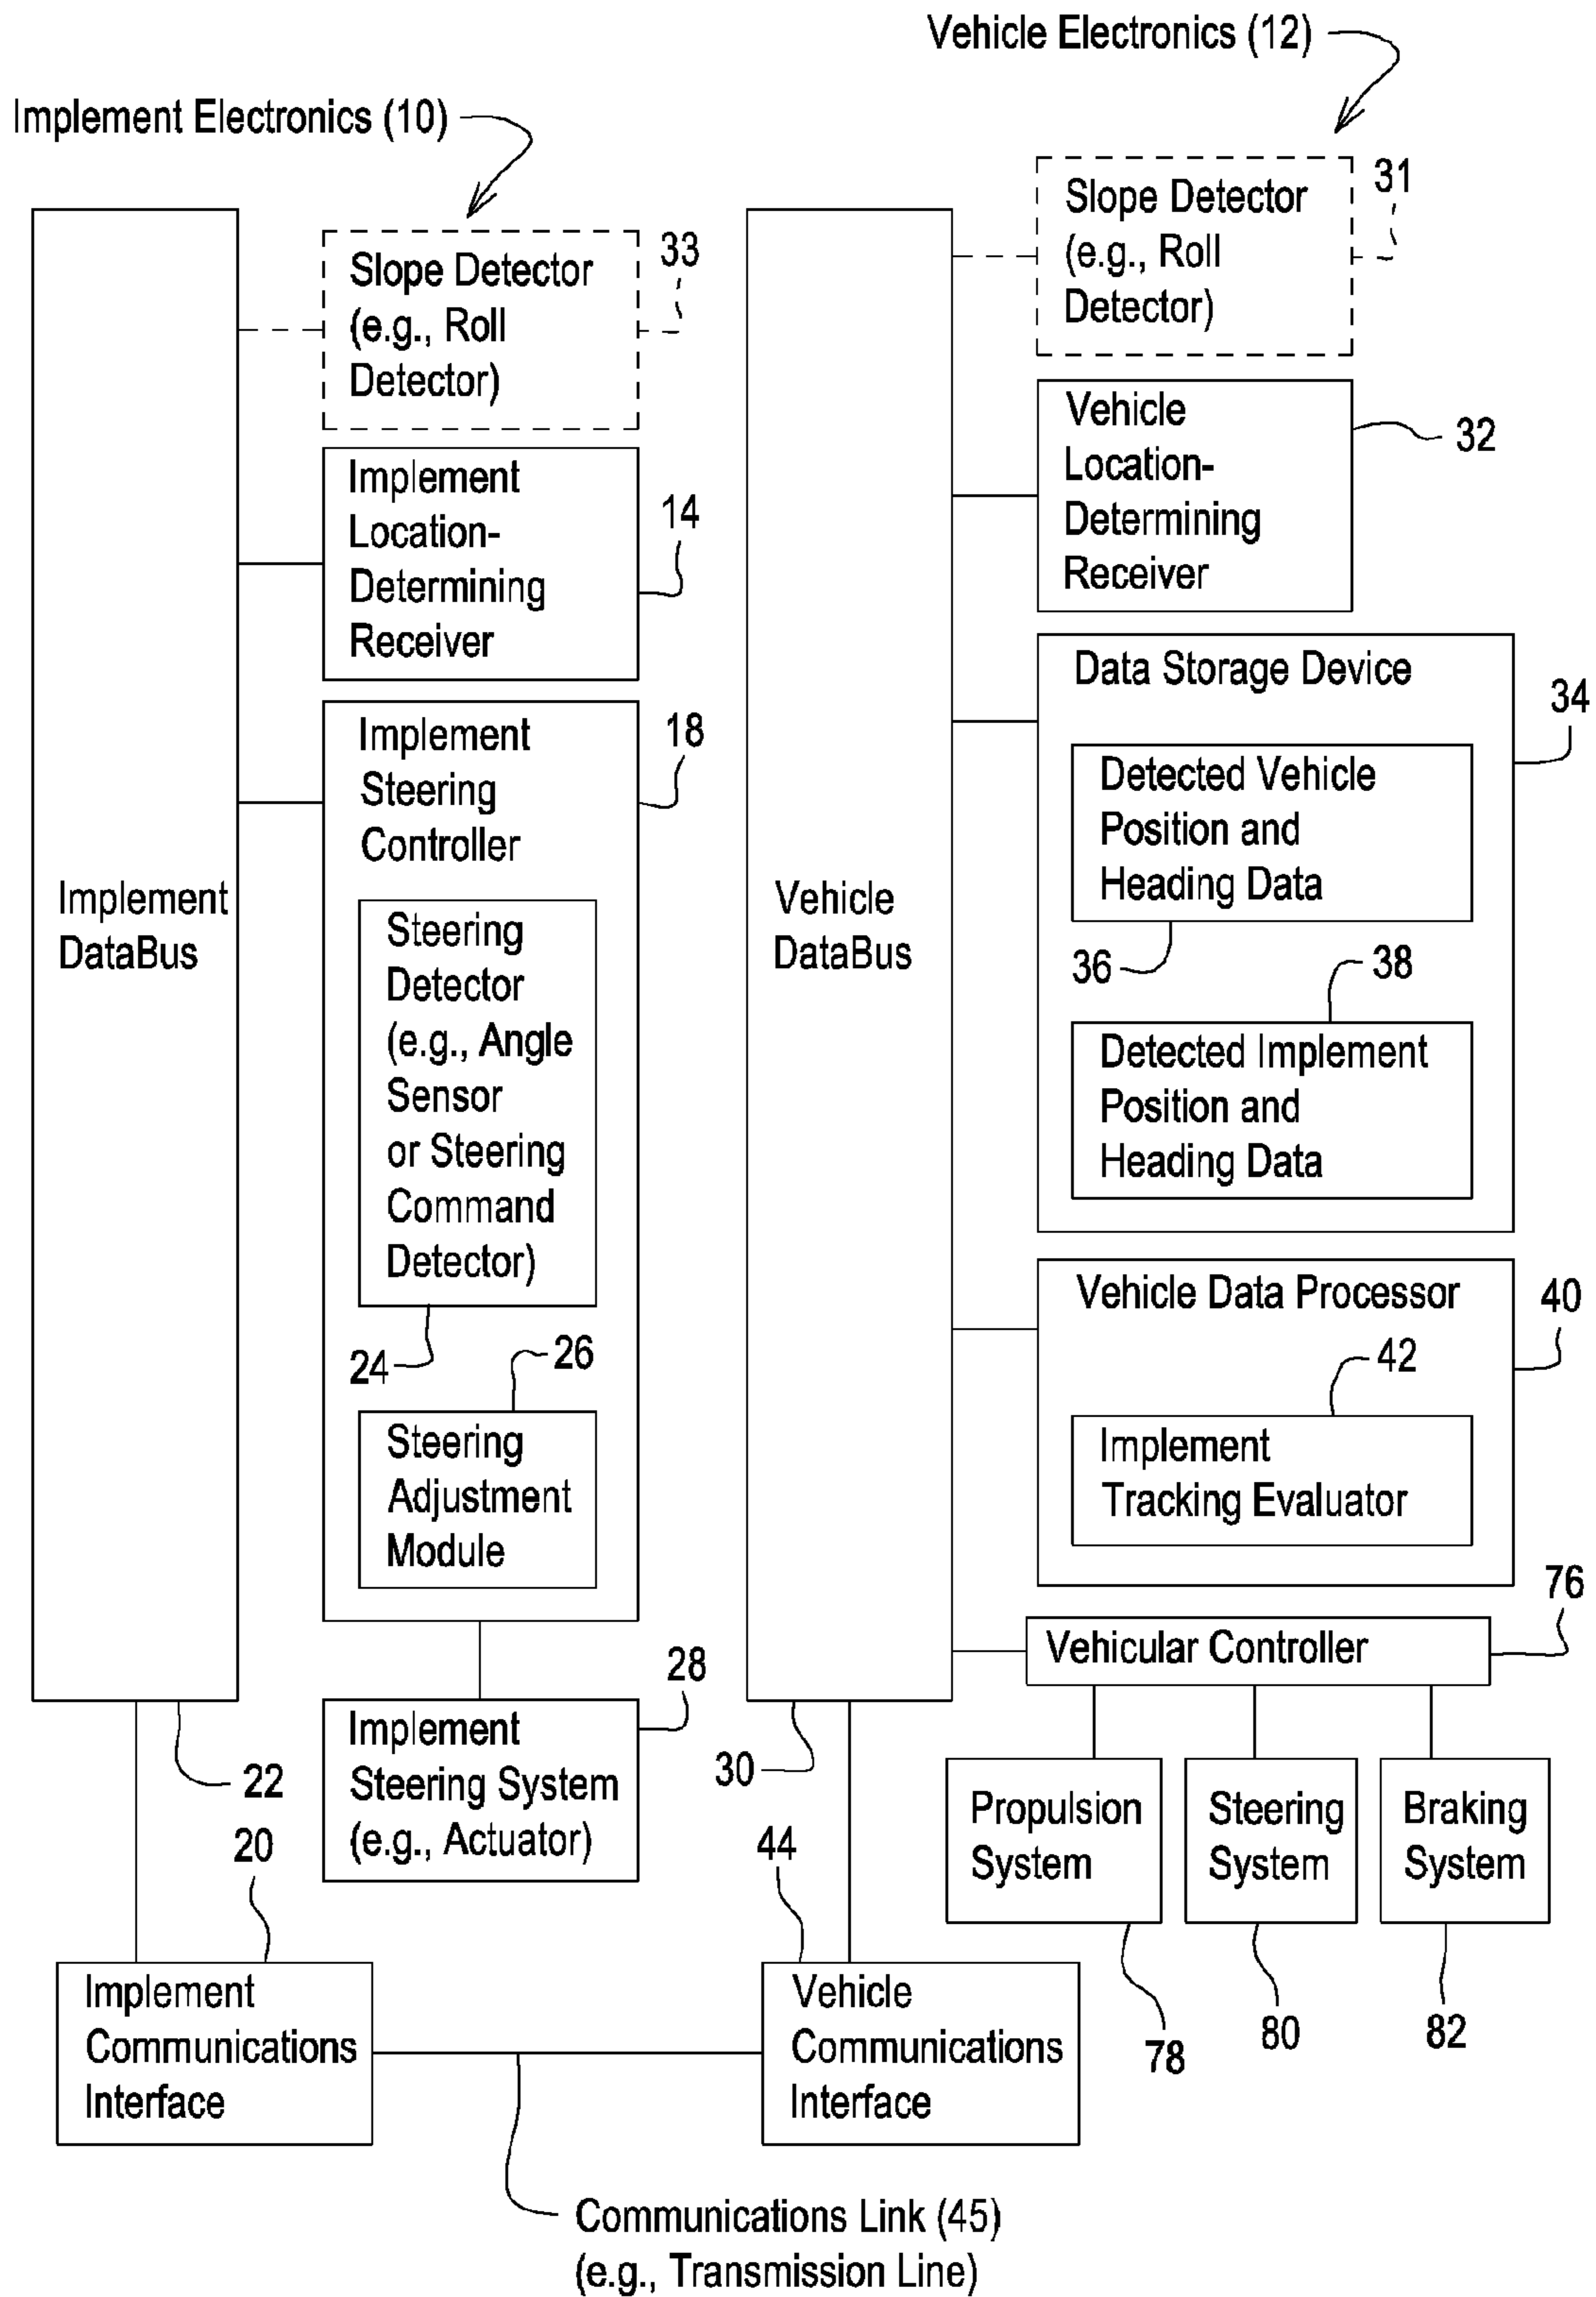 Vehicle Electronics (12)
Implement Electronics (10)
Slope Detector
(e.g., Roll
Detector)
31
Slope Detector
(e.g., Roll
Detector)
33
Vehicle
Location-
Determining
Receiver
32
Implement
Location-
Determining
Receiver
14
Data Storage Device
34
Detected Vehicle
Position and
Heading Data
36
38
Detected Implement
Position and
Heading Data
Implement
Steering
Controller
18
Implement
DataBus
Vehicle
DataBus
Steering
Detector
(e.g., Angle
Sensor
or Steering
Command
Detector)
24
26
Steering
Adjustment
Module
Vehicle Data Processor
40
42
Implement
Tracking Evaluator
76
Vehicular Controller
28
Implement
Steering System
(e.g., Actuator)
22
30
Propulsion
System
Steering
System
Braking
System
20
44
78
80
82
Implement
Communications
Interface
Vehicle
Communications
Interface
Communications Link (45)
(e.g., Transmission Line)